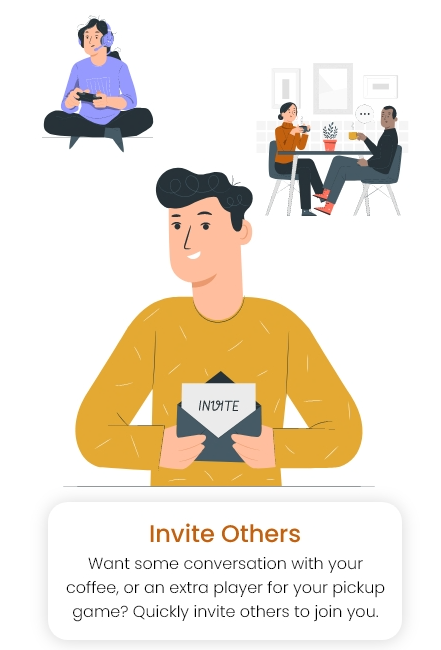 INVITE
Invite Others
Want some conversation with your
coffee, or an extra player for your pickup
game? Quickly invite others to join you.